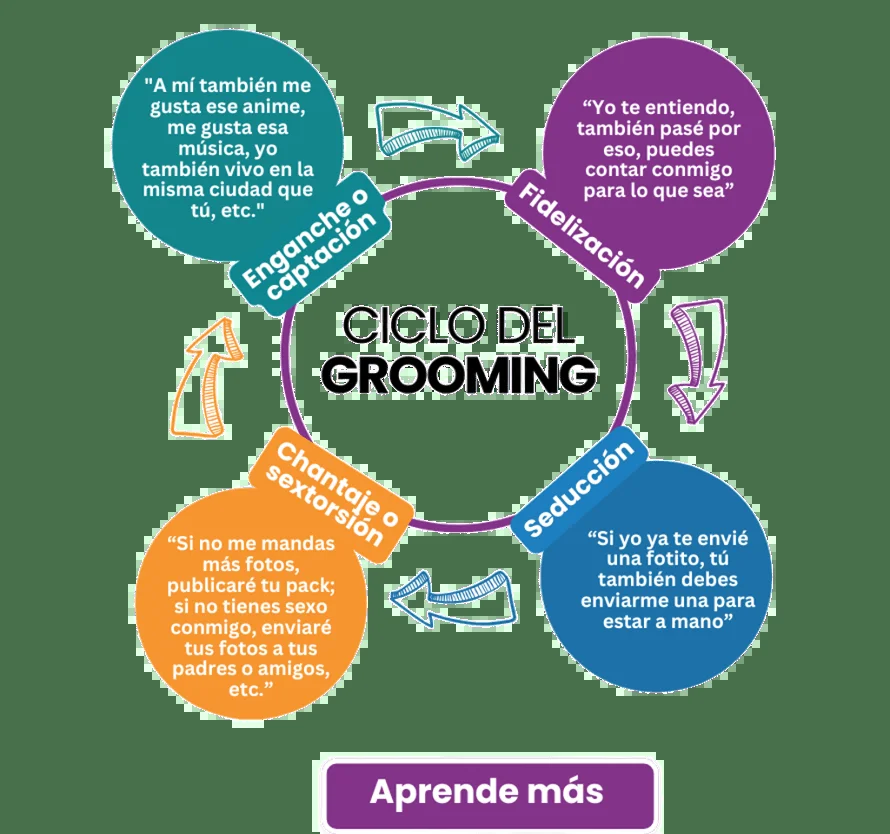 "A mí también me
gusta ese anime,
me gusta esa
música, yo
también vivo en la
misma ciudad que
tú, etc."
Enganche o
captación
“Yo te entiendo,
también pasé por
eso, puedes
contar conmigo
para lo que sea”
Fidelización
CICLO DEL
GROOMING
Chantaje o
sextorsión
“Si no me mandas
más fotos,
publicaré tu pack;
si no tienes sexo
conmigo, enviaré
tus fotos a tus
padres o amigos,
etc.”
Seducción
“Si yo ya te envié
una fotito, tú
también debes
enviarme una para
estar a mano”
Aprende más